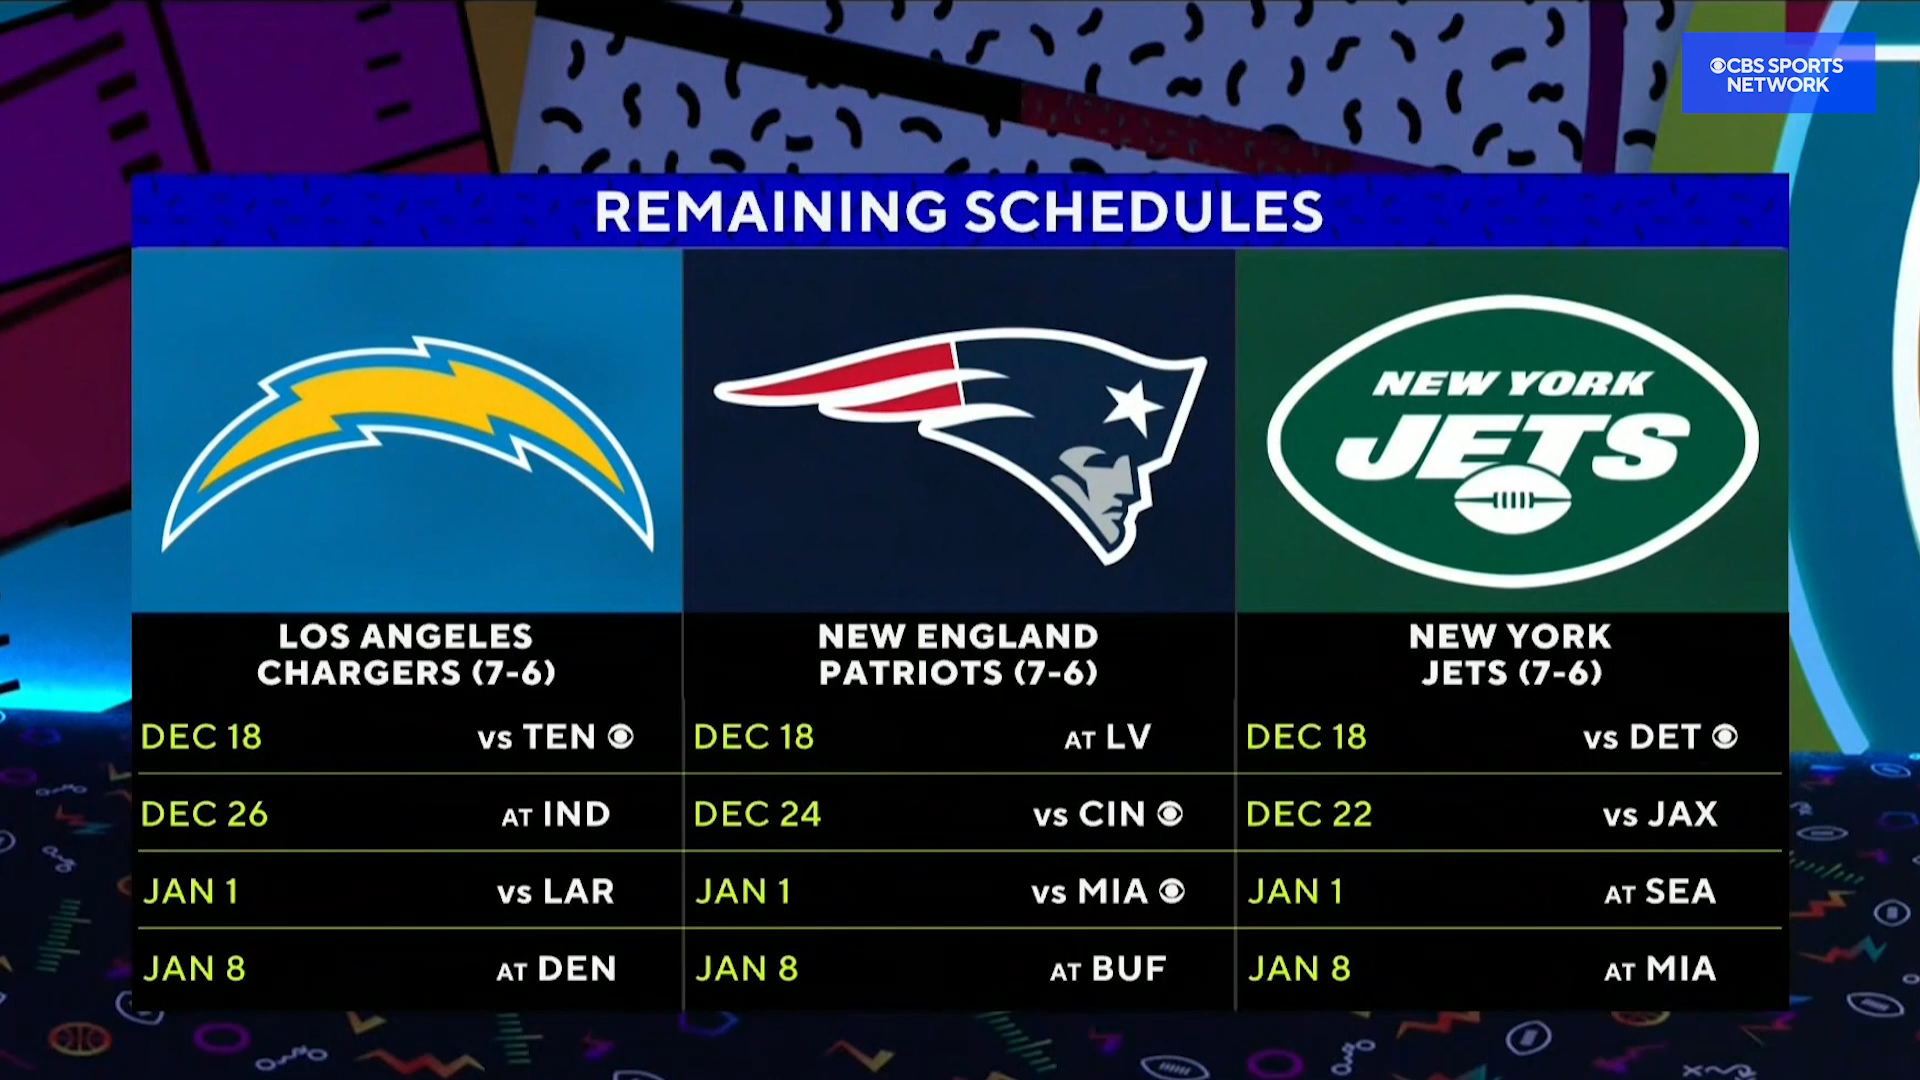 CBS SPORTS
NETWORK
REMAINING SCHEDULES
NEW YORK
JETS
LOS ANGELES
CHARGERS (7-6)
DEC 18 VS TEN
DEC 26 AT IND
JAN 1 VS LAR
JAN 8 AT DEN
NEW ENGLAND
PATRIOTS (7-6)
DEC 18 AT LV
DEC 24 VS CIN
JAN 1 VS MIA
JAN 8 AT BUF
NEW YORK
JETS (7-6)
DEC 18 VS DET
DEC 22 VS JAX
JAN 1 AT SEA
JAN 8 AT MIA